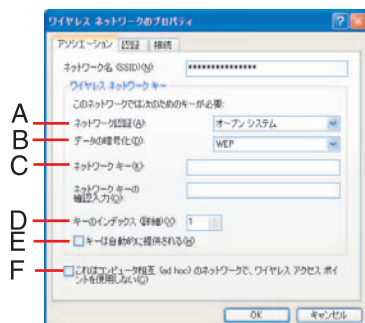 ワイヤレス ネットワークのプロパティ
アソシエーション 認証 接続
ネットワーク名 (SSID)(N): ***************
ワイヤレス ネットワーク キー
このネットワークでは次のためのキーが必要:
A ネットワーク認証(A): オープン システム
B データの暗号化(D): WEP
C ネットワーク キー(K):
ネットワーク キーの
確認入力(O):
D キーのインデックス (詳細)(X): 1
E キーは自動的に提供される(H)
F これはコンピュータ相互 (ad hoc) のネットワークで、ワイヤレス アクセス ポイ
ントを使用しない(C)
OK キャンセル